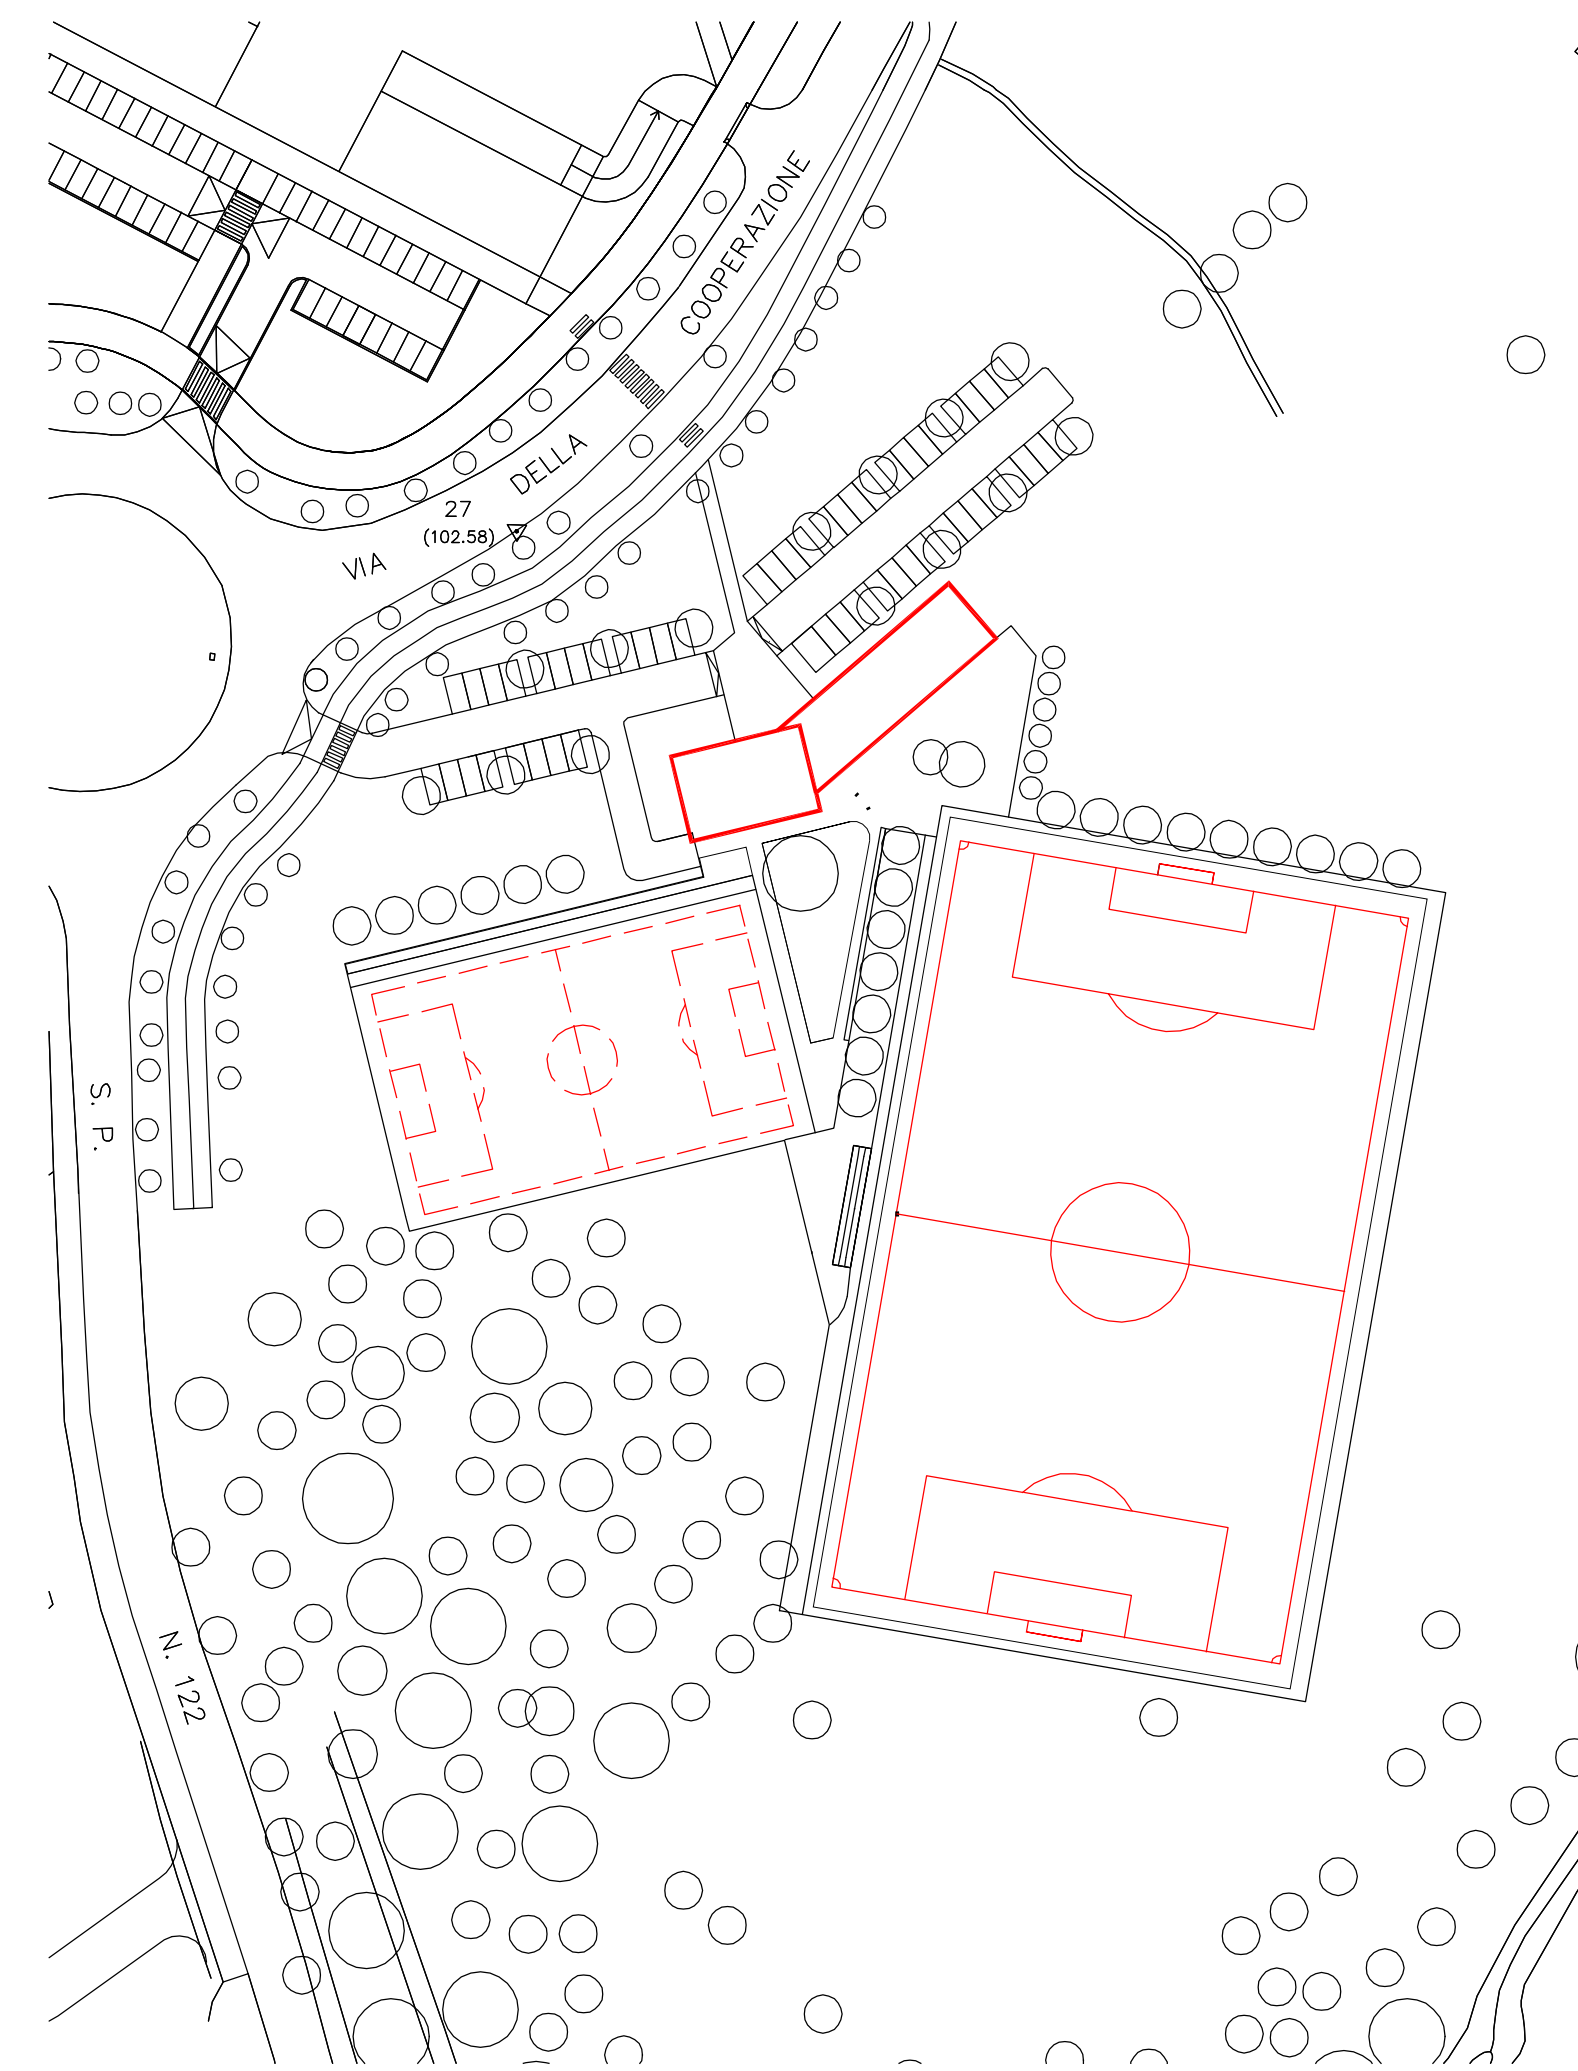 COOPERAZIONE
DELLA
27
(102.58)
VIA
S. P.
N. 122